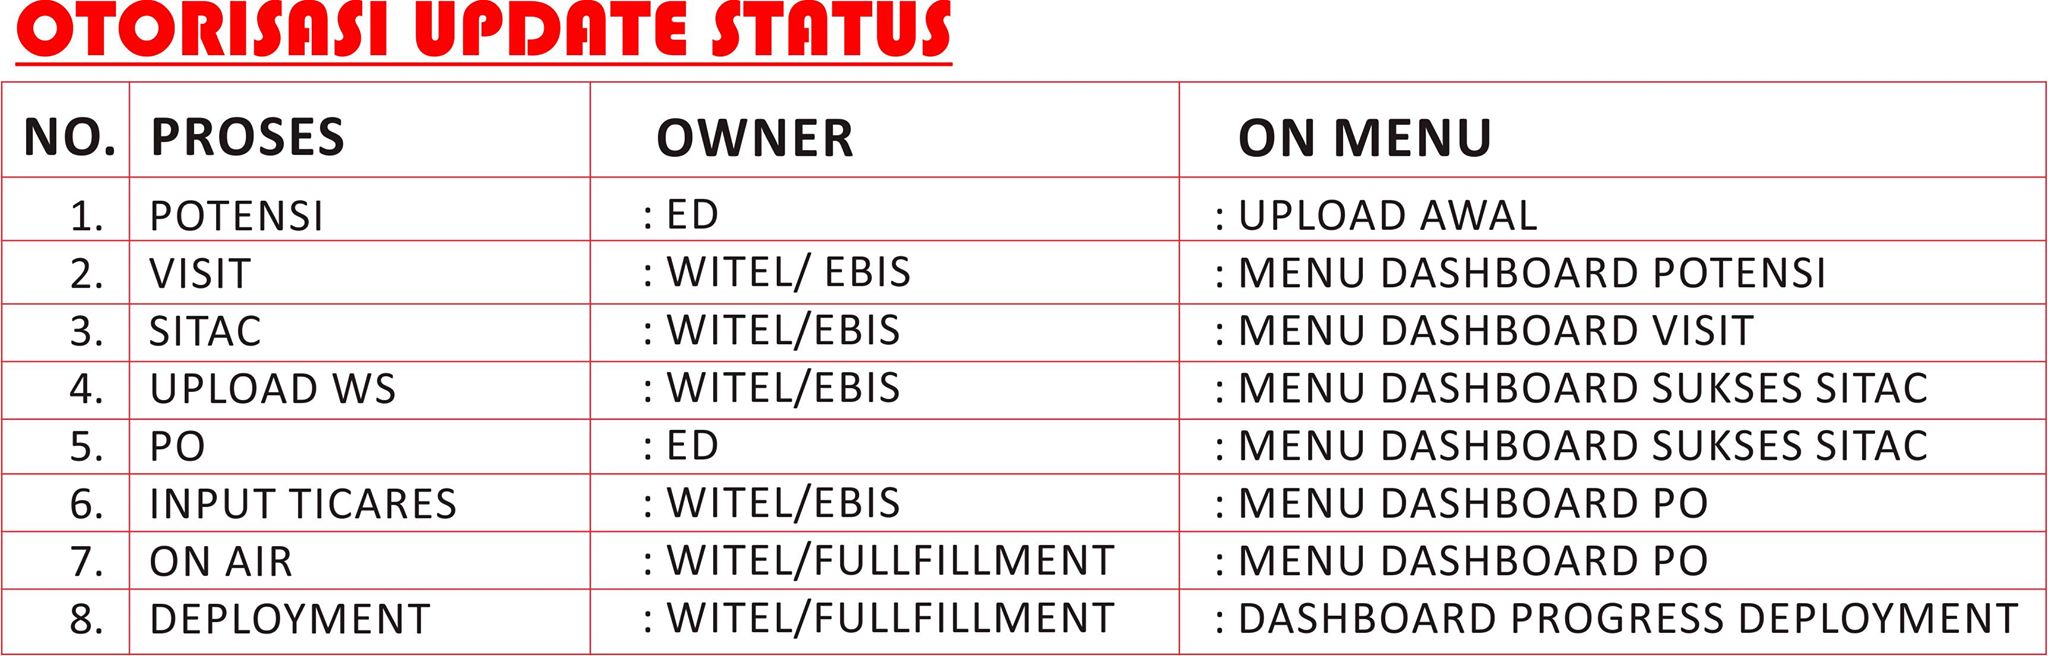 OTORISASI UPDATE STATUS
NO. PROSES OWNER ON MENU
1. POTENSI : ED : UPLOAD AWAL
2. VISIT : WITEL/ EBIS : MENU DASHBOARD POTENSI
3. SITAC : WITEL/EBIS : MENU DASHBOARD VISIT
4. UPLOAD WS : WITEL/EBIS : MENU DASHBOARD SUKSES SITAC
5. PO : ED : MENU DASHBOARD SUKSES SITAC
6. INPUT TICARES : WITEL/EBIS : MENU DASHBOARD PO
7. ON AIR : WITEL/FULLFILLMENT : MENU DASHBOARD PO
8. DEPLOYMENT : WITEL/FULLFILLMENT : DASHBOARD PROGRESS DEPLOYMENT